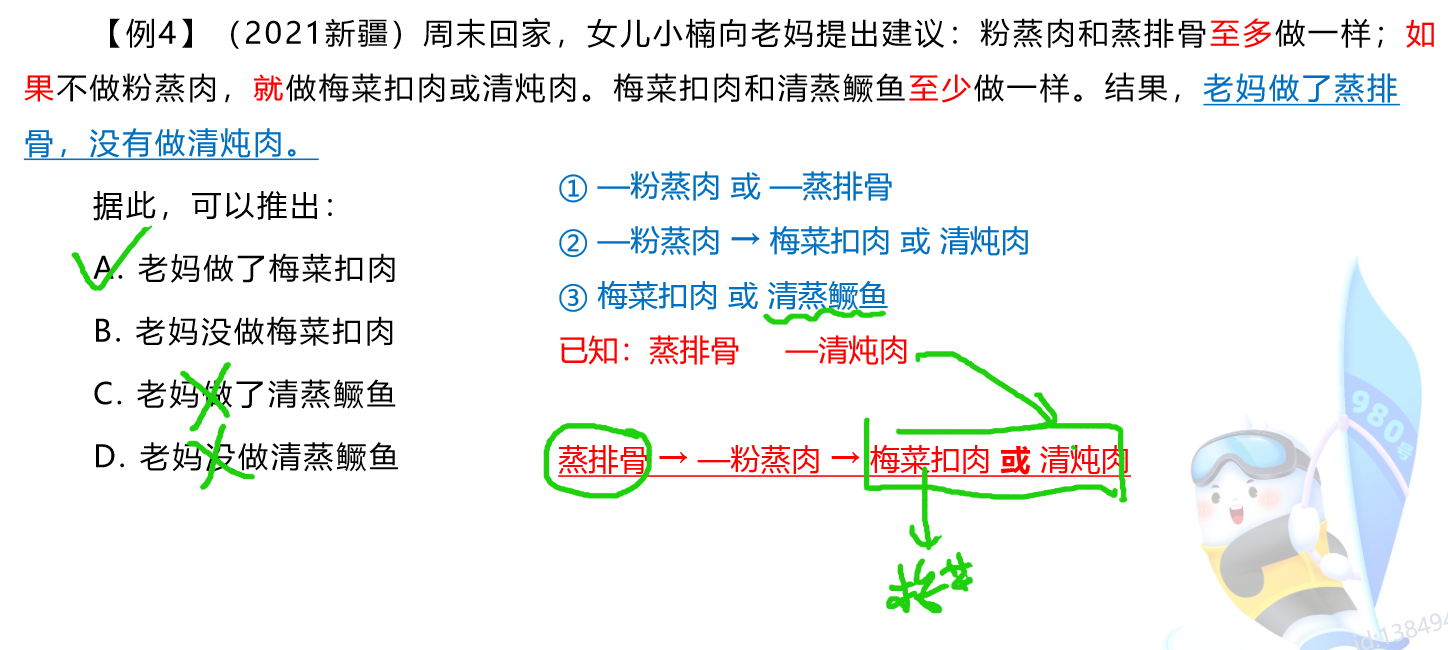 【例4】（2021新疆）周末回家，女儿小楠向老妈提出建议：粉蒸肉和蒸排骨至多做一样；如
果不做粉蒸肉，就做梅菜扣肉或清炖肉。梅菜扣肉和清蒸鳜鱼至少做一样。结果，老妈做了蒸排
骨，没有做清炖肉。
据此，可以推出：
A. 老妈做了梅菜扣肉
B. 老妈没做梅菜扣肉
C. 老妈做了清蒸鳜鱼
D. 老妈没做清蒸鳜鱼
① —粉蒸肉 或 —蒸排骨
② —粉蒸肉 → 梅菜扣肉 或 清炖肉
③ 梅菜扣肉 或 清蒸鳜鱼
已知：蒸排骨 —清炖肉
蒸排骨 → —粉蒸肉 → 梅菜扣肉 或 清炖肉
梅菜
980号